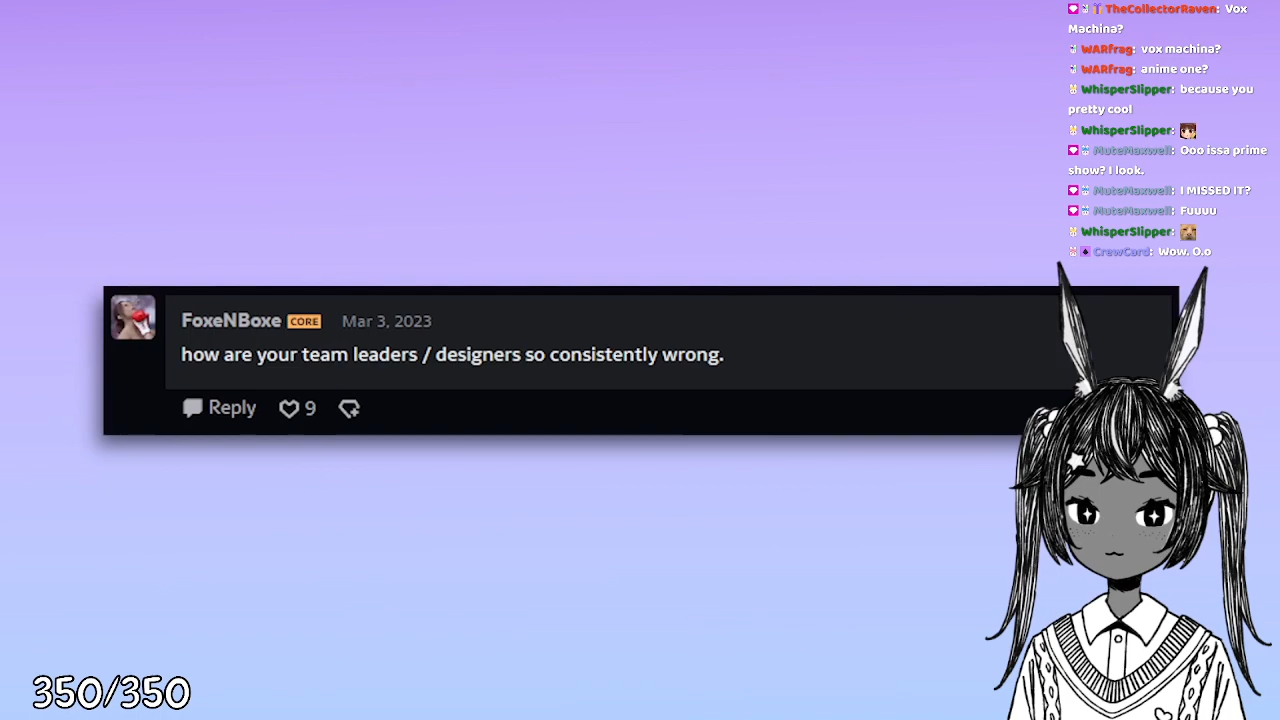 TheCollectorRaven: Vox
Machina?
WARfrag: vox machina?
WARfrag: anime one?
WhisperSlipper: because you
pretty cool
WhisperSlipper:
MuteMaxwell: Ooo issa prime
show? I look.
MuteMaxwell: I MISSED IT?
MuteMaxwell: Fuuuu
WhisperSlipper:
CrewCard: Wow. O.o
FoxeNBoxe CORE Mar 3, 2023
how are your team leaders / designers so consistently wrong.
Reply 9
350/350